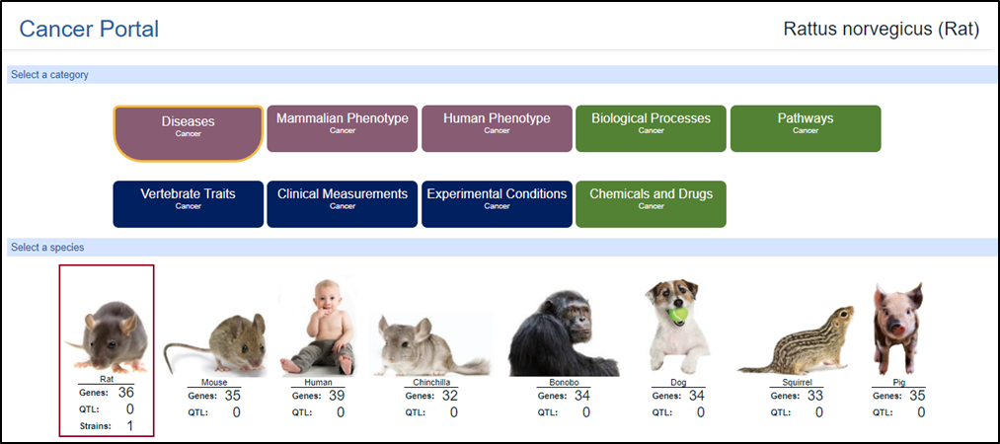 Cancer Portal
Rattus norvegicus (Rat)
Select a category
Diseases
Cancer
Mammalian Phenotype
Cancer
Human Phenotype
Cancer
Biological Processes
Cancer
Pathways
Cancer
Vertebrate Traits
Cancer
Clinical Measurements
Cancer
Experimental Conditions
Cancer
Chemicals and Drugs
Cancer
Select a species
Rat
Genes: 36
QTL: 0
Strains: 1
Mouse
Genes: 35
QTL: 0
Human
Genes: 39
QTL: 0
Chinchilla
Genes: 32
QTL: 0
Bonobo
Genes: 34
QTL: 0
Dog
Genes: 34
QTL: 0
Squirrel
Genes: 33
QTL: 0
Pig
Genes: 35
QTL: 0